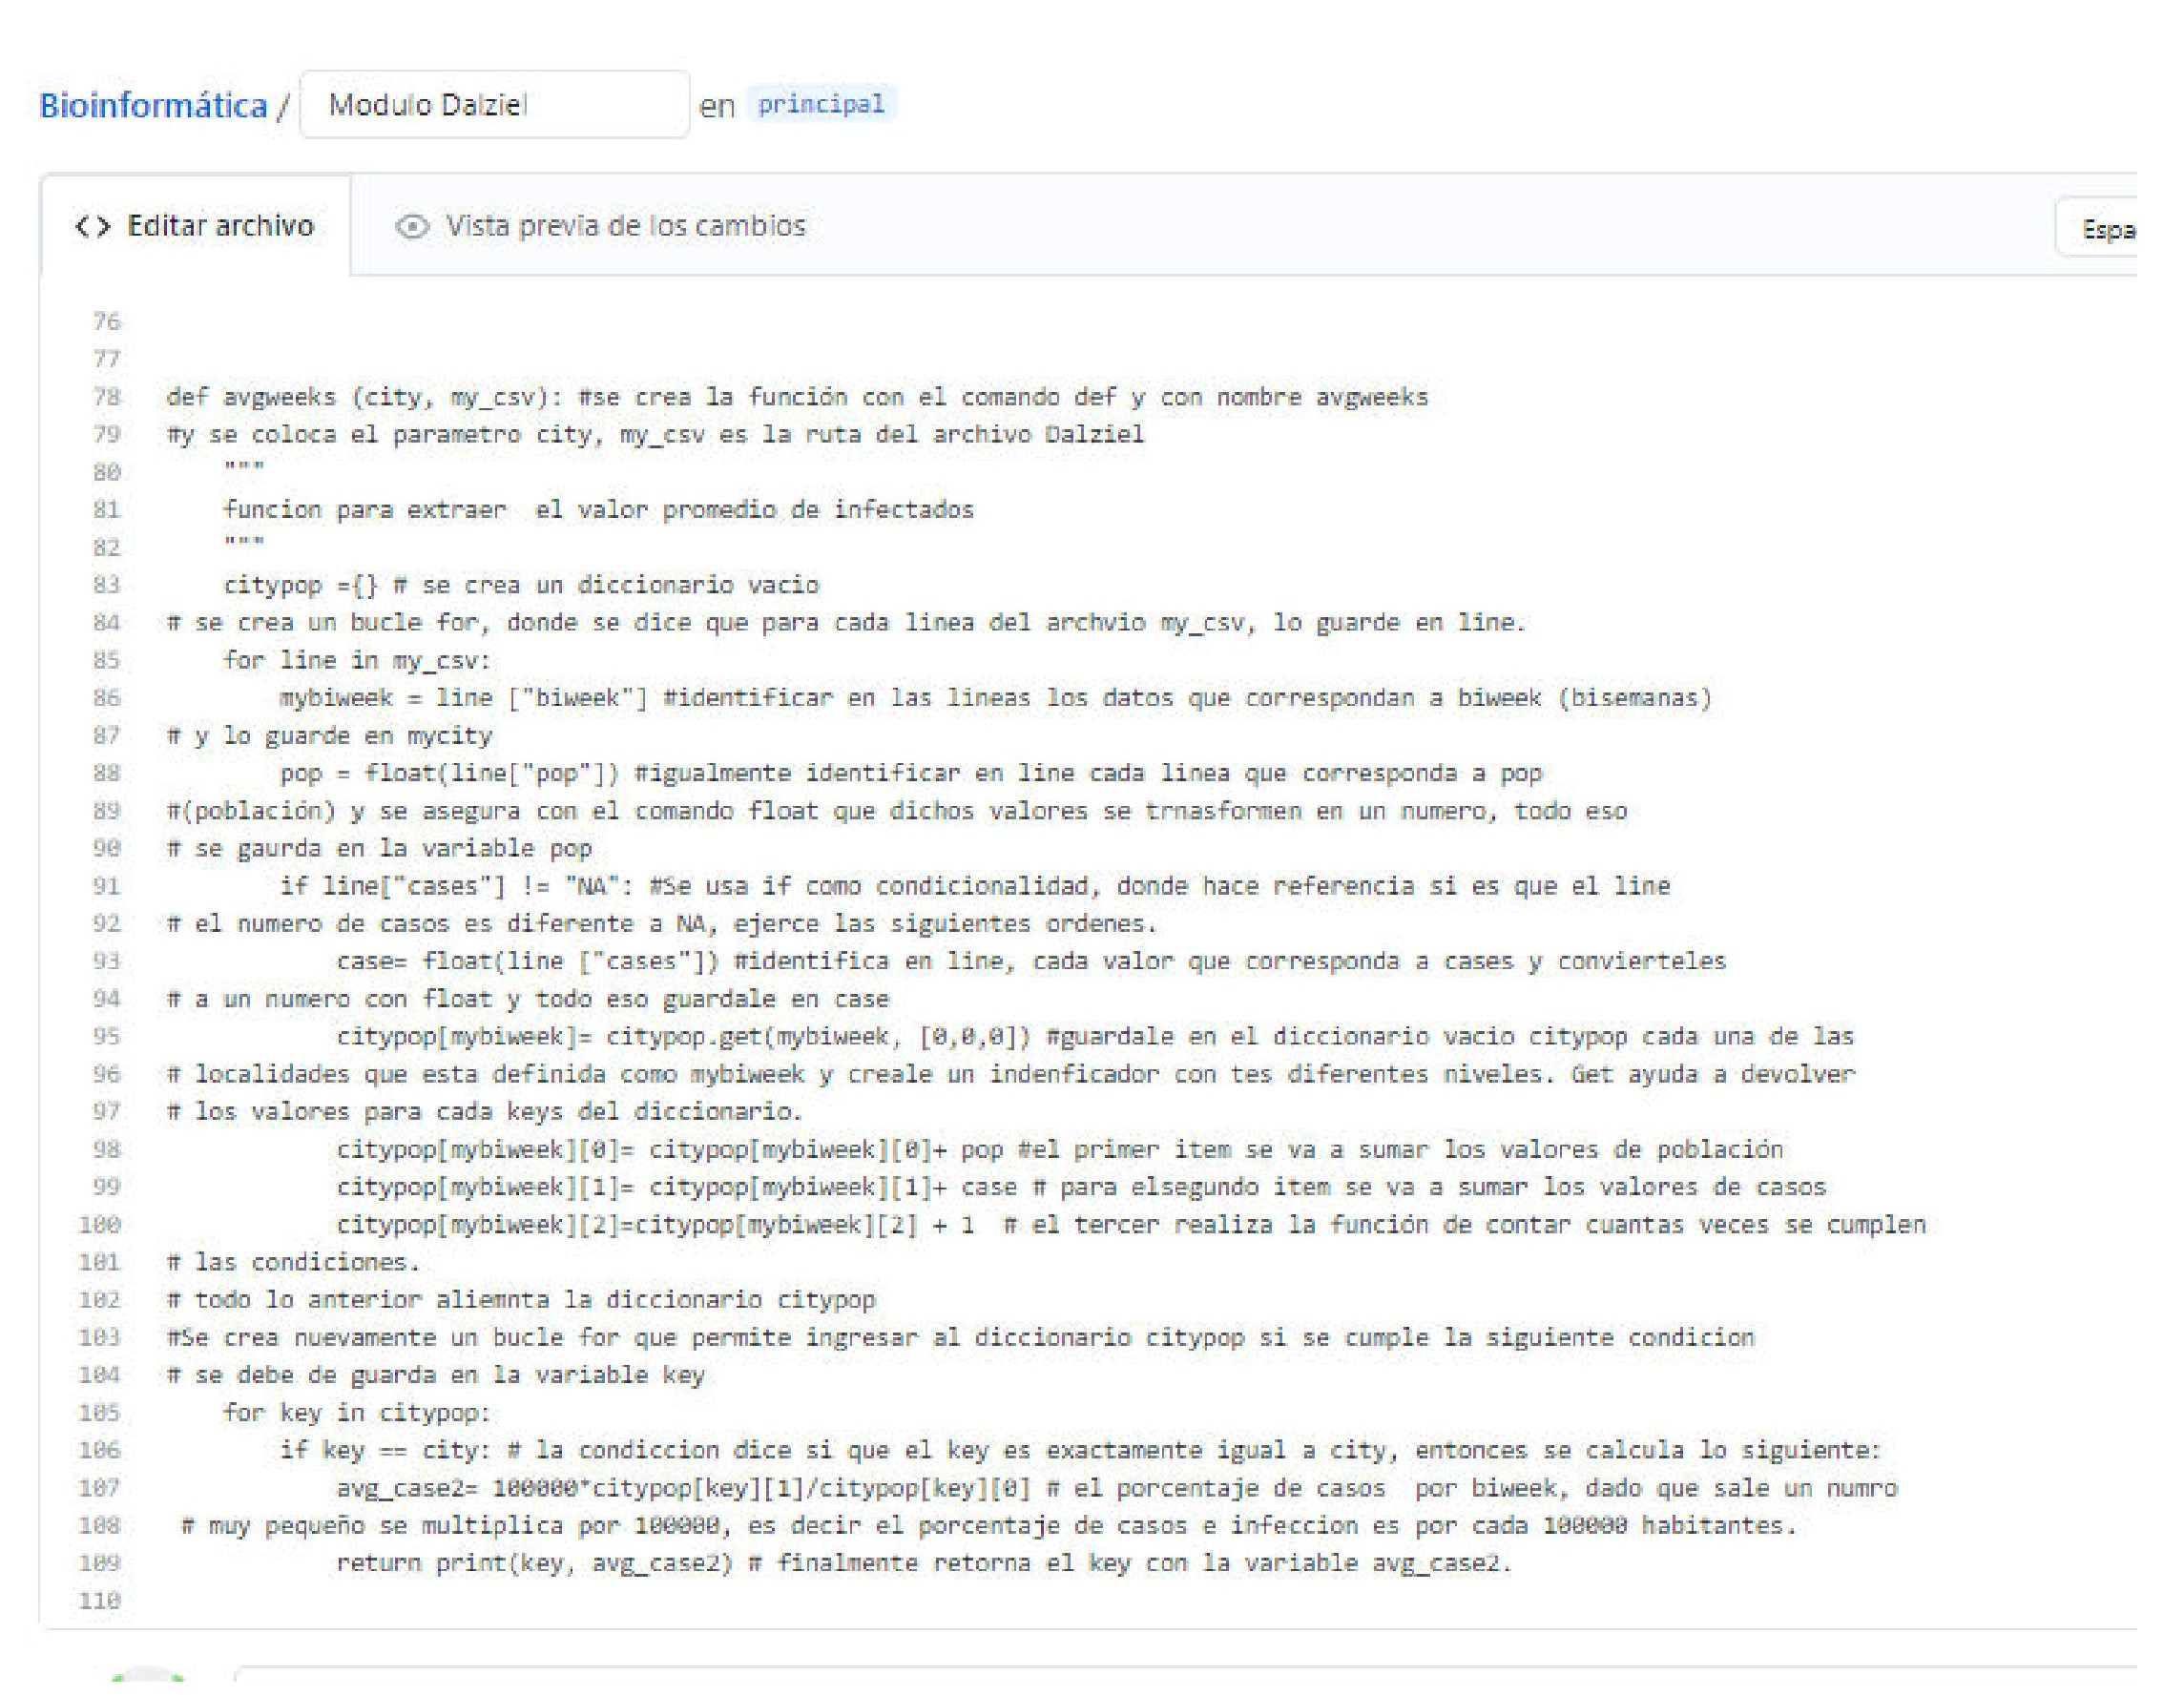 Bioinformática / Modulo Dalziel en principal
<> Editar archivo Vista previa de los cambios
76
77
78 def avgweeks (city, my_csv): #se crea la función con el comando def y con nombre avgweeks
79 #y se coloca el parametro city, my_csv es la ruta del archivo Dalziel
80 """
81 funcion para extraer  el valor promedio de infectados
82 """
83 citypop ={} # se crea un diccionario vacio
84 # se crea un bucle for, donde se dice que para cada linea del archvio my_csv, lo guarde en line.
85 for line in my_csv:
86 mybiweek = line ["biweek"] #identificar en las lineas los datos que correspondan a biweek (bisemanas)
87 # y lo guarde en mycity
88 pop = float(line["pop"]) #igualmente identificar en line cada linea que corresponda a pop
89 #(población) y se asegura con el comando float que dichos valores se trnasformen en un numero, todo eso
90 # se gaurda en la variable pop
91 if line["cases"] != "NA": #Se usa if como condicionalidad, donde hace referencia si es que el line
92 # el numero de casos es diferente a NA, ejerce las siguientes ordenes.
93 case= float(line ["cases"]) #identifica en line, cada valor que corresponda a cases y convierteles
94 # a un numero con float y todo eso guardale en case
95 citypop[mybiweek]= citypop.get(mybiweek, [0,0,0]) #guardale en el diccionario vacio citypop cada una de las
96 # localidades que esta definida como mybiweek y creale un indenficador con tes diferentes niveles. Get ayuda a devolver
97 # los valores para cada keys del diccionario.
98 citypop[mybiweek][0]= citypop[mybiweek][0]+ pop #el primer item se va a sumar los valores de población
99 citypop[mybiweek][1]= citypop[mybiweek][1]+ case # para elsegundo item se va a sumar los valores de casos
100 citypop[mybiweek][2]=citypop[mybiweek][2] + 1  # el tercer realiza la función de contar cuantas veces se cumplen
101 # las condiciones.
102 # todo lo anterior aliemnta la diccionario citypop
103 #Se crea nuevamente un bucle for que permite ingresar al diccionario citypop si se cumple la siguiente condicion
104 # se debe de guarda en la variable key
105 for key in citypop:
106 if key == city: # la condiccion dice si que el key es exactamente igual a city, entonces se calcula lo siguiente:
107 avg_case2= 100000*citypop[key][1]/citypop[key][0] # el porcentaje de casos  por biweek, dado que sale un numro
108 # muy pequeño se multiplica por 100000, es decir el porcentaje de casos e infeccion es por cada 100000 habitantes.
109 return print(key, avg_case2) # finalmente retorna el key con la variable avg_case2.
110